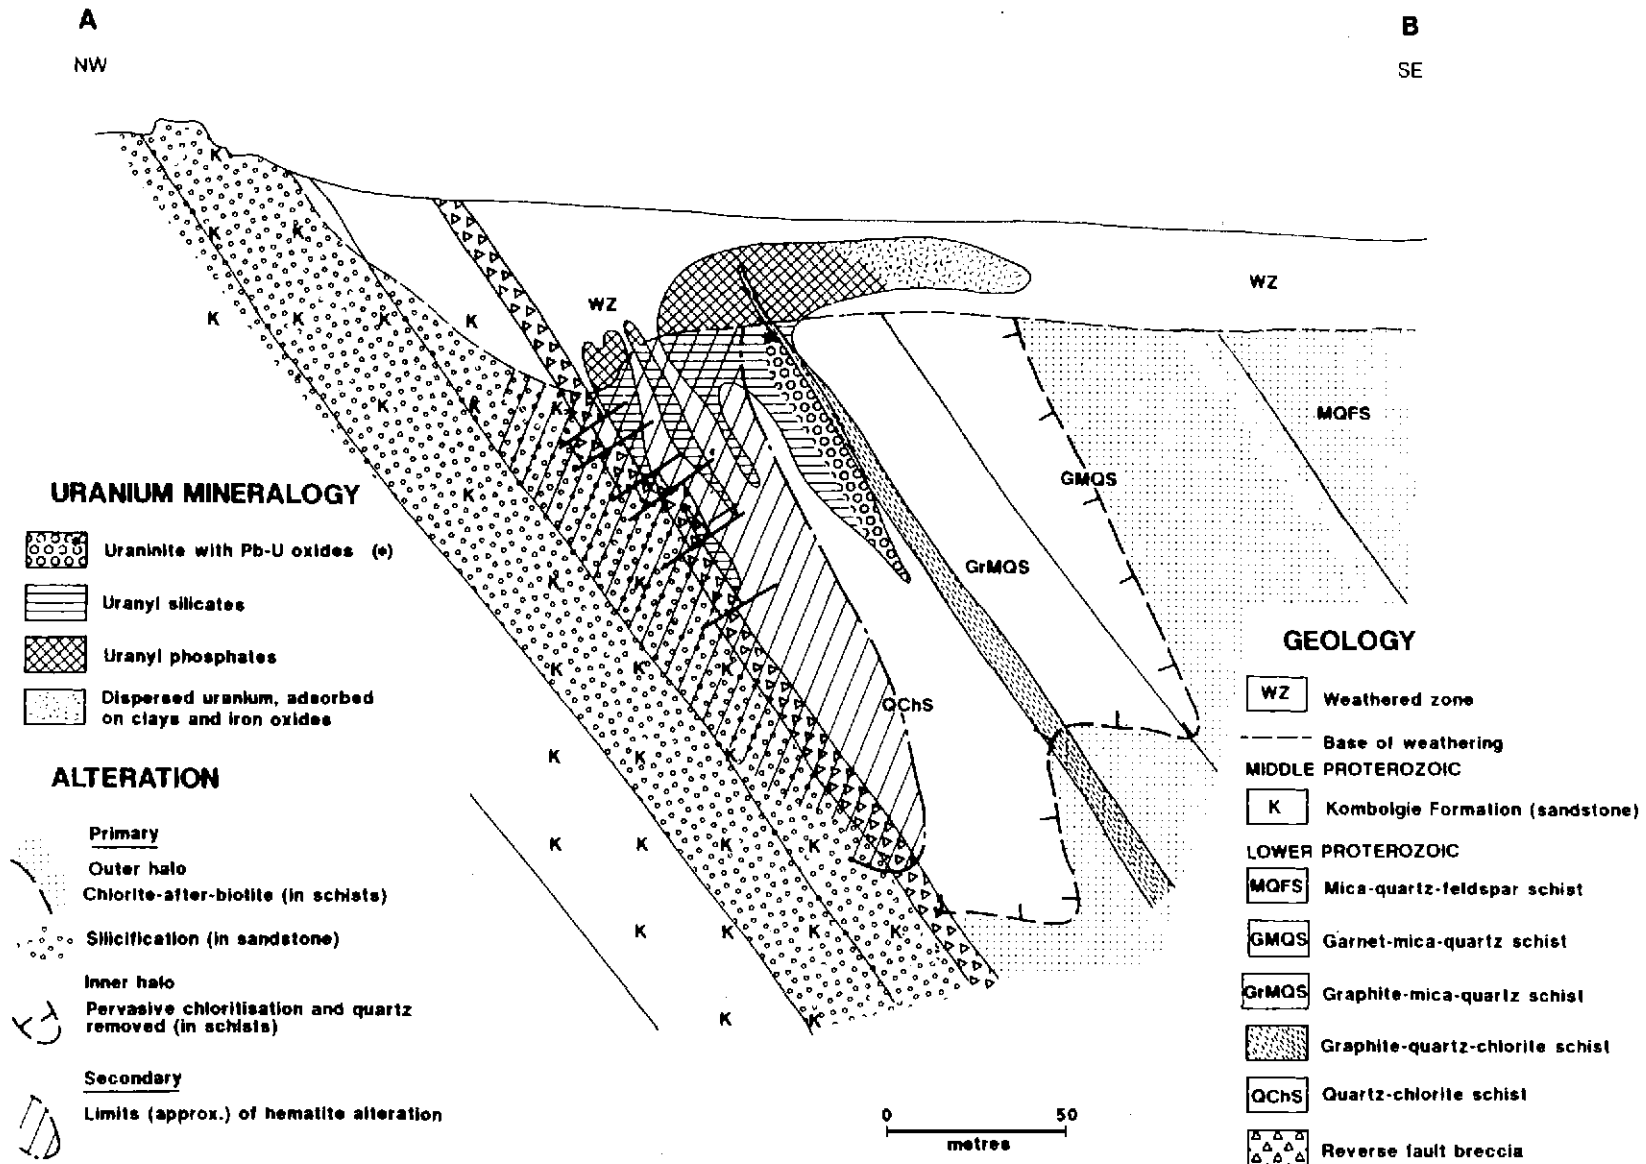 A
NW
B
SE
K
K
K
K
K
K
K
WZ
WZ
K
K
K
MQFS
GMQS
K
GrMQS
K
K
K
K
K
QChS
K
K
K
K
K
K
K
K
K
K
K
K
K
URANIUM MINERALOGY
Uraninite with Pb-U oxides (•)
Uranyl silicates
Uranyl phosphates
Dispersed uranium, adsorbed
on clays and iron oxides
ALTERATION
Primary
Outer halo
Chlorite-after-biotite (in schists)
Silicification (in sandstone)
Inner halo
Pervasive chloritisation and quartz
removed (in schists)
Secondary
Limits (approx.) of hematite alteration
0 50
metres
GEOLOGY
WZ Weathered zone
Base of weathering
MIDDLE PROTEROZOIC
K Kombolgie Formation (sandstone)
LOWER PROTEROZOIC
MQFS Mica-quartz-feldspar schist
GMQS Garnet-mica-quartz schist
GrMQS Graphite-mica-quartz schist
Graphite-quartz-chlorite schist
QChS Quartz-chlorite schist
Reverse fault breccia